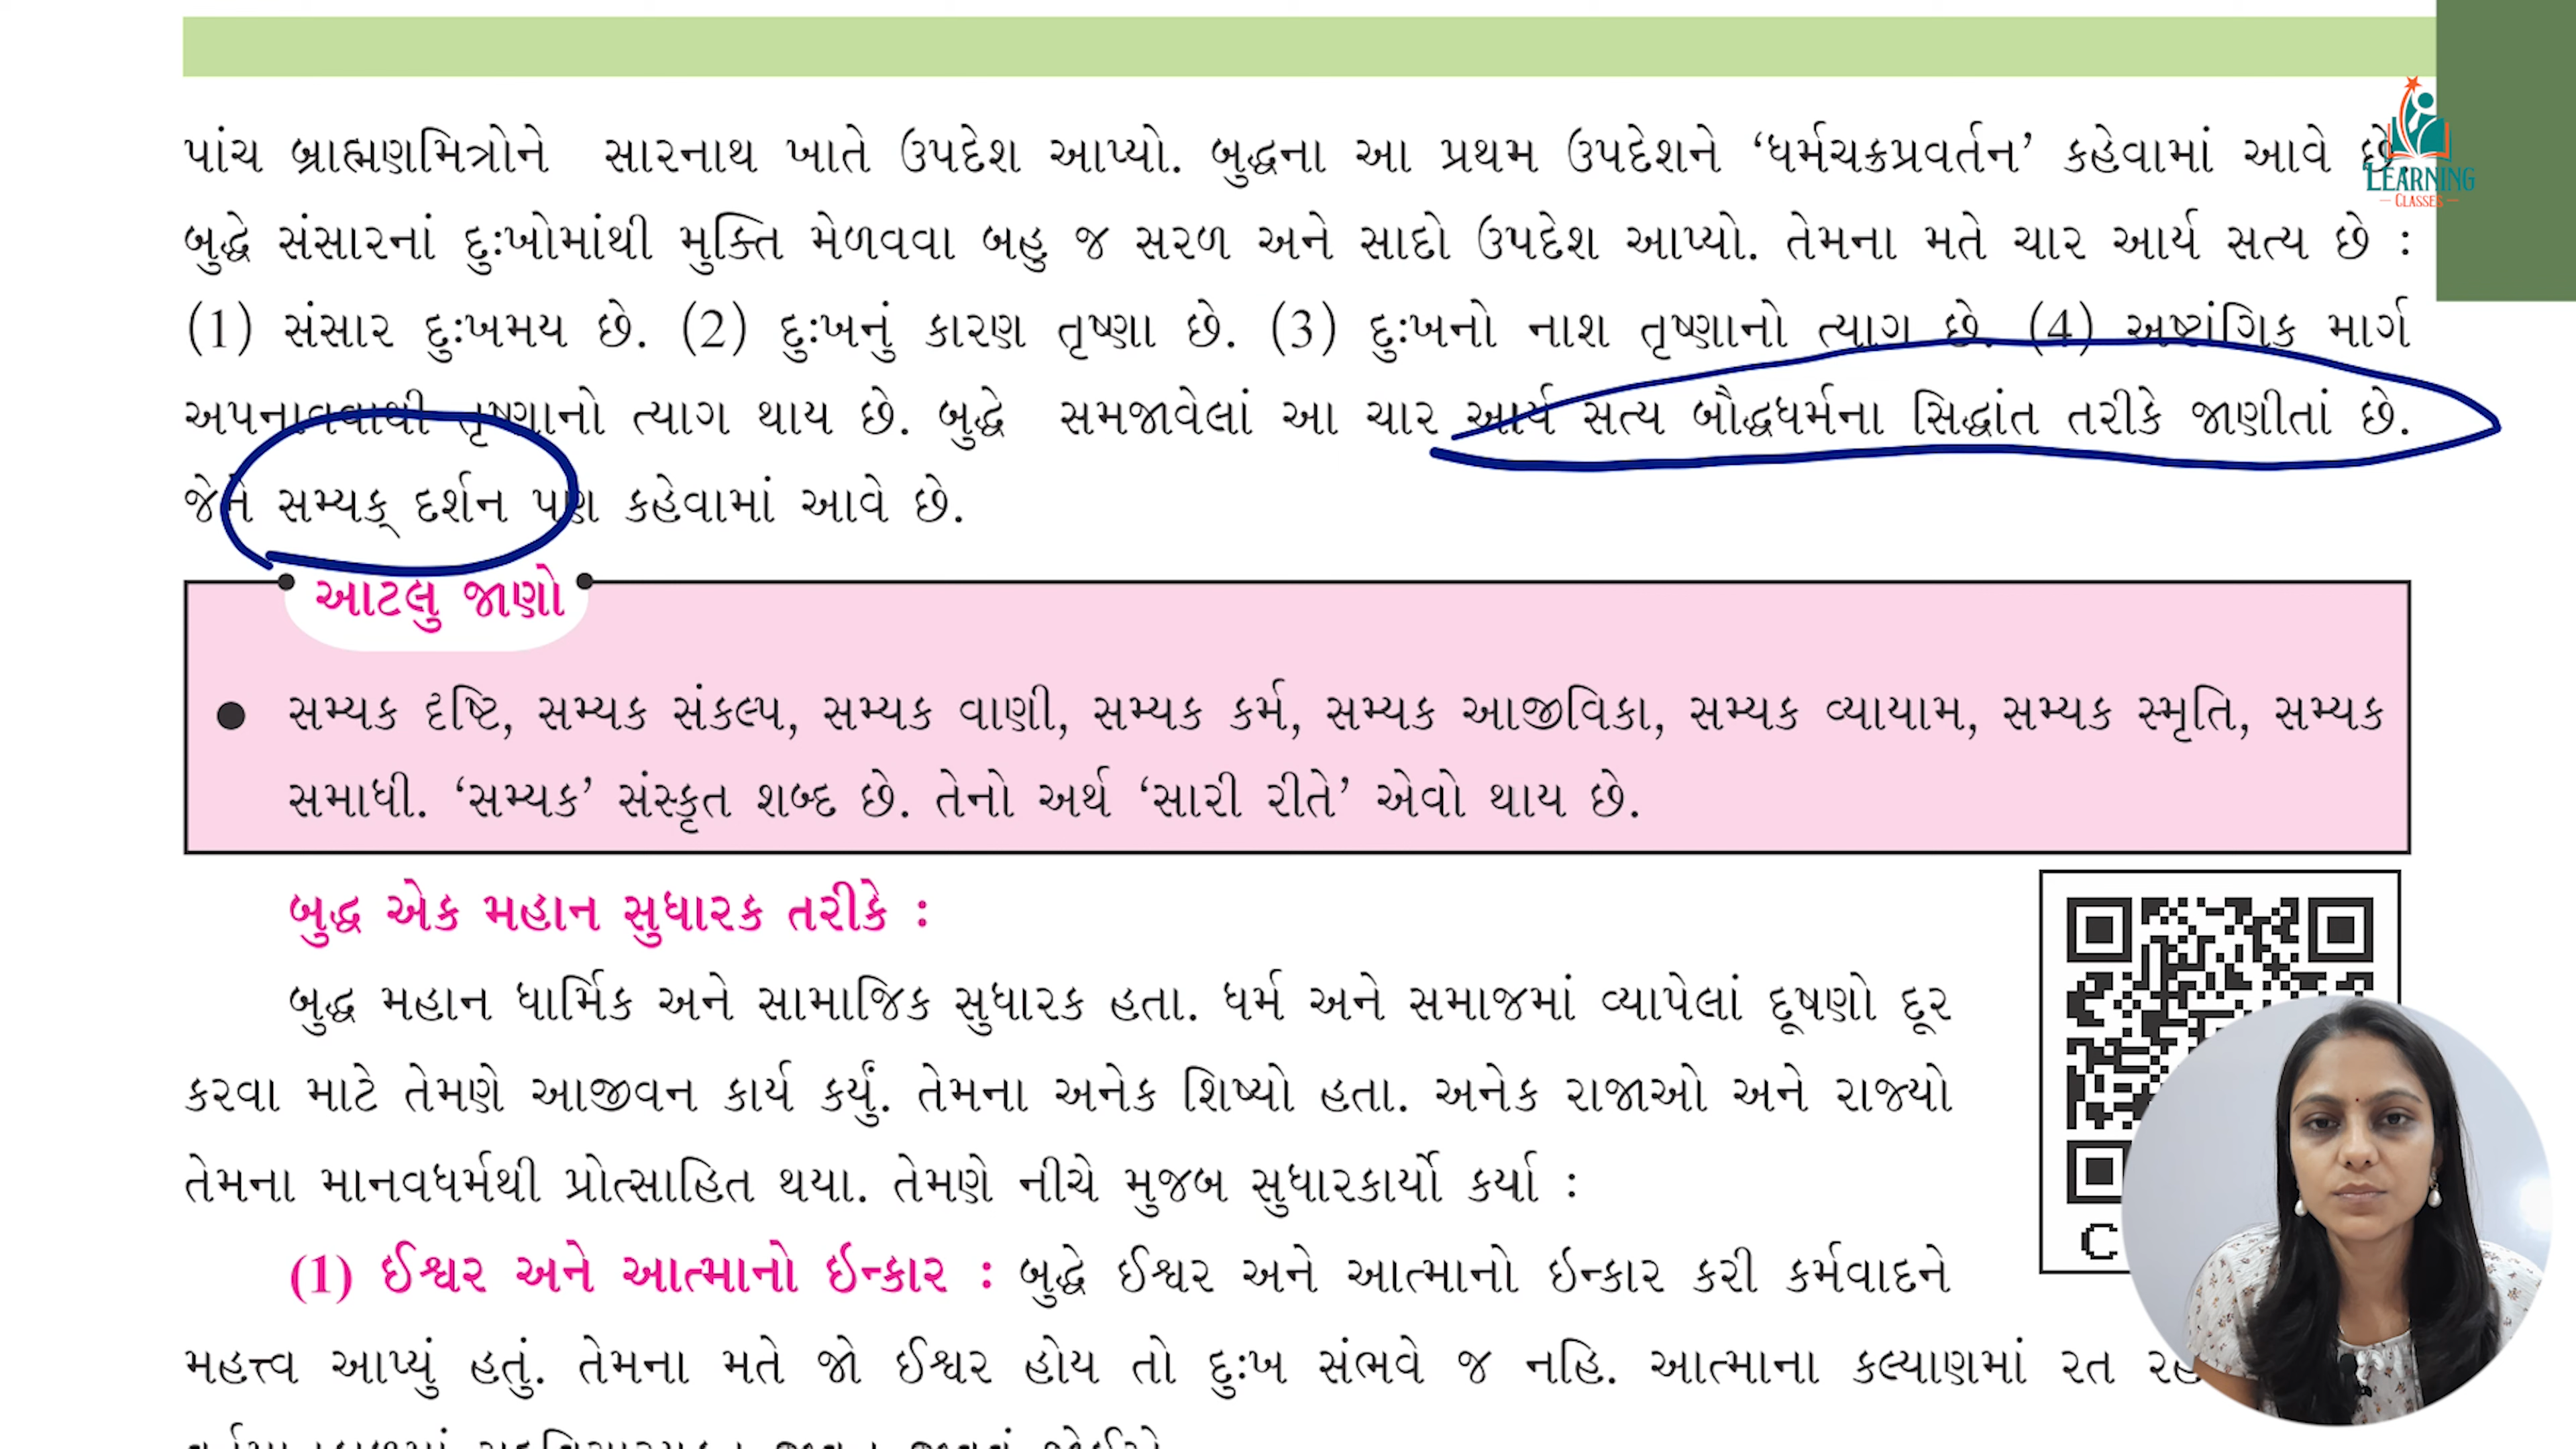 પાંચ બ્રાહ્મણમિત્રોને સારનાથ ખાતે ઉપદેશ આપ્યો. બુદ્ધના આ પ્રથમ ઉપદેશને ‘ધર્મચક્રપ્રવર્તન’ કહેવામાં આવે છે.
LEARNING
CLASSES
બુદ્ધે સંસારનાં દુઃખોમાંથી મુક્તિ મેળવવા બહુ જ સરળ અને સાદો ઉપદેશ આપ્યો. તેમના મતે ચાર આર્ય સત્ય છે :
(1) સંસાર દુઃખમય છે. (2) દુઃખનું કારણ તૃષ્ણા છે. (3) દુઃખનો નાશ તૃષ્ણાનો ત્યાગ છે. (4) અષ્ટાંગિક માર્ગ
અપનાવવાથી તૃષ્ણાનો ત્યાગ થાય છે. બુદ્ધે સમજાવેલાં આ ચાર આર્ય સત્ય બૌદ્ધધર્મના સિદ્ધાંત તરીકે જાણીતાં છે.
જેને સમ્યક્ દર્શન પણ કહેવામાં આવે છે.
આટલુ જાણો
● સમ્યક દૃષ્ટિ, સમ્યક સંકલ્પ, સમ્યક વાણી, સમ્યક કર્મ, સમ્યક આજીવિકા, સમ્યક વ્યાયામ, સમ્યક સ્મૃતિ, સમ્યક
સમાધી. ‘સમ્યક’ સંસ્કૃત શબ્દ છે. તેનો અર્થ ‘સારી રીતે’ એવો થાય છે.
બુદ્ધ એક મહાન સુધારક તરીકે :
બુદ્ધ મહાન ધાર્મિક અને સામાજિક સુધારક હતા. ધર્મ અને સમાજમાં વ્યાપેલાં દૂષણો દૂર
કરવા માટે તેમણે આજીવન કાર્ય કર્યું. તેમના અનેક શિષ્યો હતા. અનેક રાજાઓ અને રાજ્યો
તેમના માનવધર્મથી પ્રોત્સાહિત થયા. તેમણે નીચે મુજબ સુધારકાર્યો કર્યા :
C
(1) ઈશ્વર અને આત્માનો ઇન્કાર : બુદ્ધે ઈશ્વર અને આત્માનો ઇન્કાર કરી કર્મવાદને
મહત્ત્વ આપ્યું હતું. તેમના મતે જો ઈશ્વર હોય તો દુઃખ સંભવે જ નહિ. આત્માના કલ્યાણમાં રત